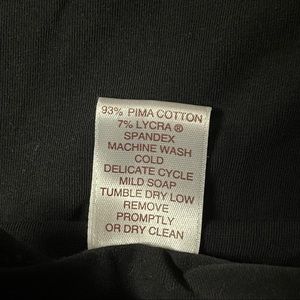 93% PIMA COTTON
7% LYCRA ®
SPANDEX
MACHINE WASH
COLD
DELICATE CYCLE
MILD SOAP
TUMBLE DRY LOW
REMOVE
PROMPTLY
OR DRY CLEAN